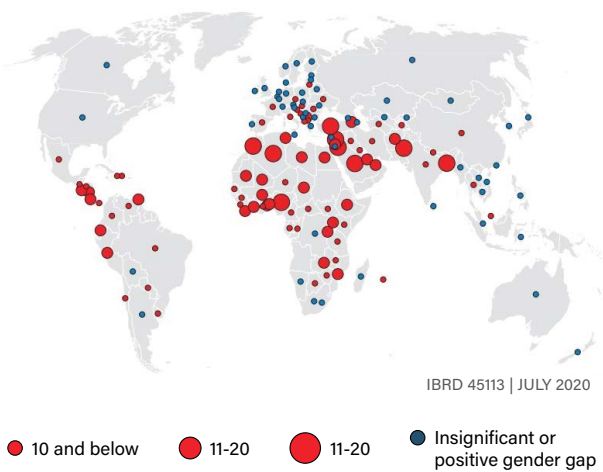 IBRD 45113 | JULY 2020
10 and below
11-20
11-20
Insignificant or
positive gender gap